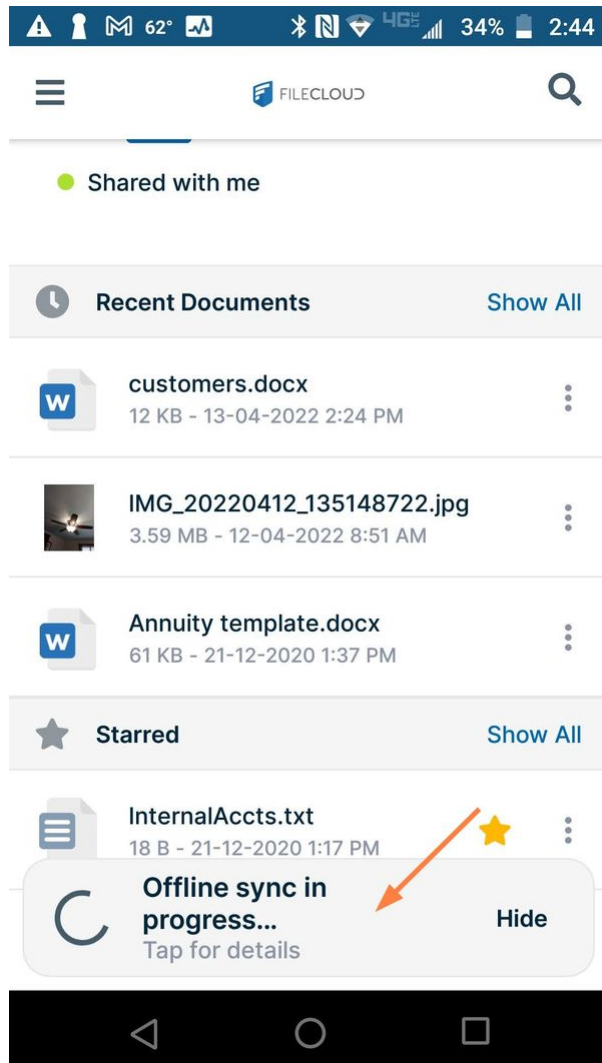 62° 4G LTE 34% 2:44
FILECLOUD
Shared with me
Recent Documents Show All
W customers.docx
12 KB - 13-04-2022 2:24 PM
IMG_20220412_135148722.jpg
3.59 MB - 12-04-2022 8:51 AM
W Annuity template.docx
61 KB - 21-12-2020 1:37 PM
Starred Show All
InternalAccts.txt
18 B - 21-12-2020 1:17 PM
Offline sync in
progress... Hide
Tap for details